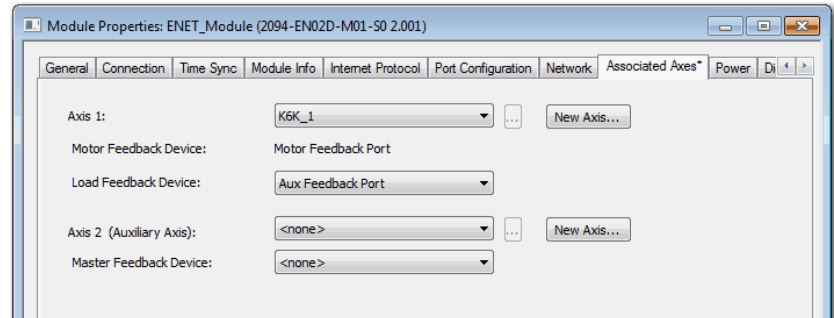 Module Properties: ENET_Module (2094-EN02D-M01-S0 2.001)
General Connection Time Sync Module Info Internet Protocol Port Configuration Network Associated Axes* Power Di
Axis 1: K6K_1 ... New Axis...
Motor Feedback Device: Motor Feedback Port
Load Feedback Device: Aux Feedback Port
Axis 2 (Auxiliary Axis): <none> ... New Axis...
Master Feedback Device: <none>